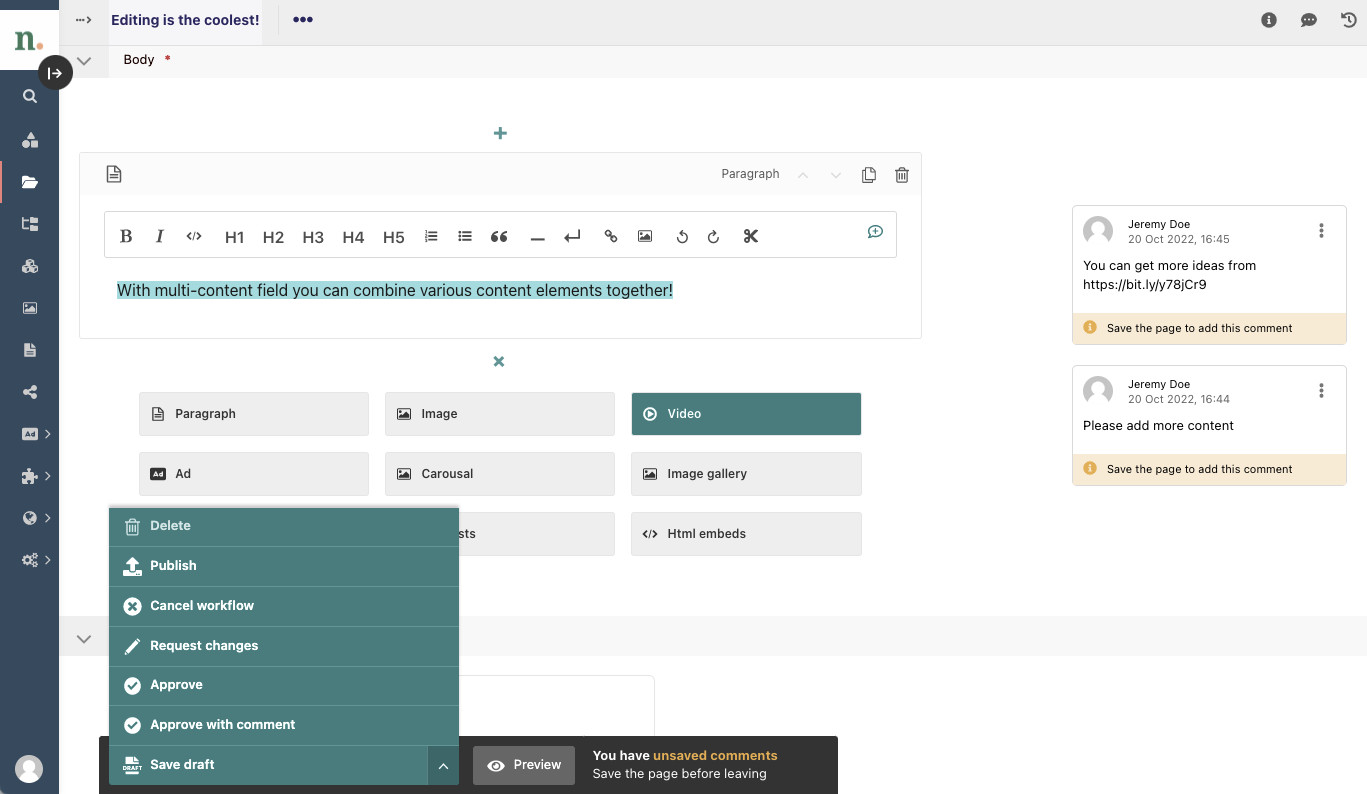 Editing is the coolest!
n.
Body *
Paragraph
B I </> H1 H2 H3 H4 H5
With multi-content field you can combine various content elements together!
Paragraph
Image
Video
Ad Ad
Carousal
Image gallery
sts
Html embeds
Delete
Publish
Cancel workflow
Request changes
Approve
Approve with comment
DRAFT Save draft
Preview
You have unsaved comments
Save the page before leaving
Jeremy Doe
20 Oct 2022, 16:45
You can get more ideas from
https://bit.ly/y78jCr9
Save the page to add this comment
Jeremy Doe
20 Oct 2022, 16:44
Please add more content
Save the page to add this comment
Ad